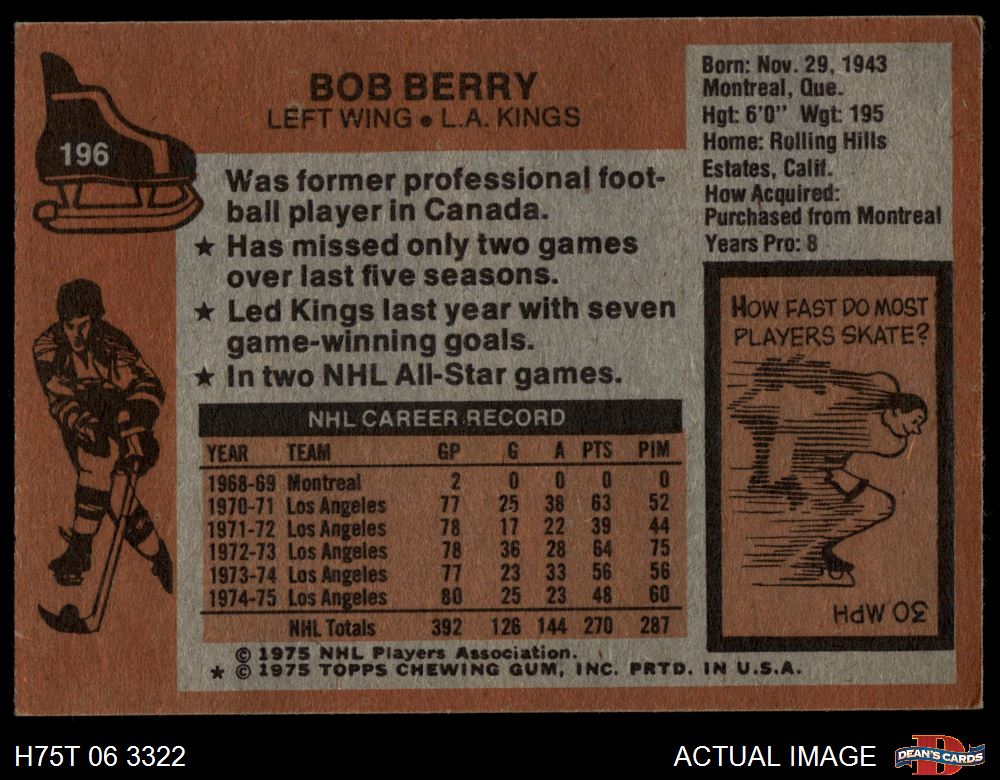 196
BOB BERRY
LEFT WING • L.A. KINGS
Born: Nov. 29, 1943
Montreal, Que.
Hgt: 6'0" Wgt: 195
Home: Rolling Hills
Estates, Calif.
How Acquired:
Purchased from Montreal
Years Pro: 8
Was former professional foot-
ball player in Canada.
★ Has missed only two games
over last five seasons.
★ Led Kings last year with seven
game-winning goals.
★ In two NHL All-Star games.
NHL CAREER RECORD
YEAR TEAM GP G A PTS PIM
1968-69 Montreal 2 0 0 0 0
1970-71 Los Angeles 77 25 38 63 52
1971-72 Los Angeles 78 17 22 39 44
1972-73 Los Angeles 78 36 28 64 75
1973-74 Los Angeles 77 23 33 56 56
1974-75 Los Angeles 80 25 23 48 60
NHL Totals 392 126 144 270 287
© 1975 NHL Players Association.
★ © 1975 TOPPS CHEWING GUM, INC. PRTD. IN U.S.A.
HOW FAST DO MOST
PLAYERS SKATE?
30 MPH
H75T 06 3322
ACTUAL IMAGE
D
DEAN'S CARDS